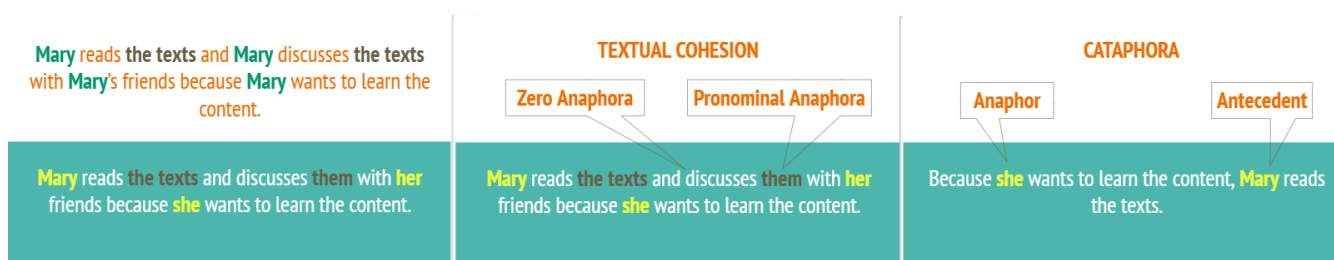 Mary reads the texts and Mary discusses the texts
with Mary's friends because Mary wants to learn the
content.
Mary reads the texts and discusses them with her
friends because she wants to learn the content.
TEXTUAL COHESION
Zero Anaphora
Pronominal Anaphora
Mary reads the texts and discusses them with her
friends because she wants to learn the content.
CATAPHORA
Anaphor
Antecedent
Because she wants to learn the content, Mary reads
the texts.